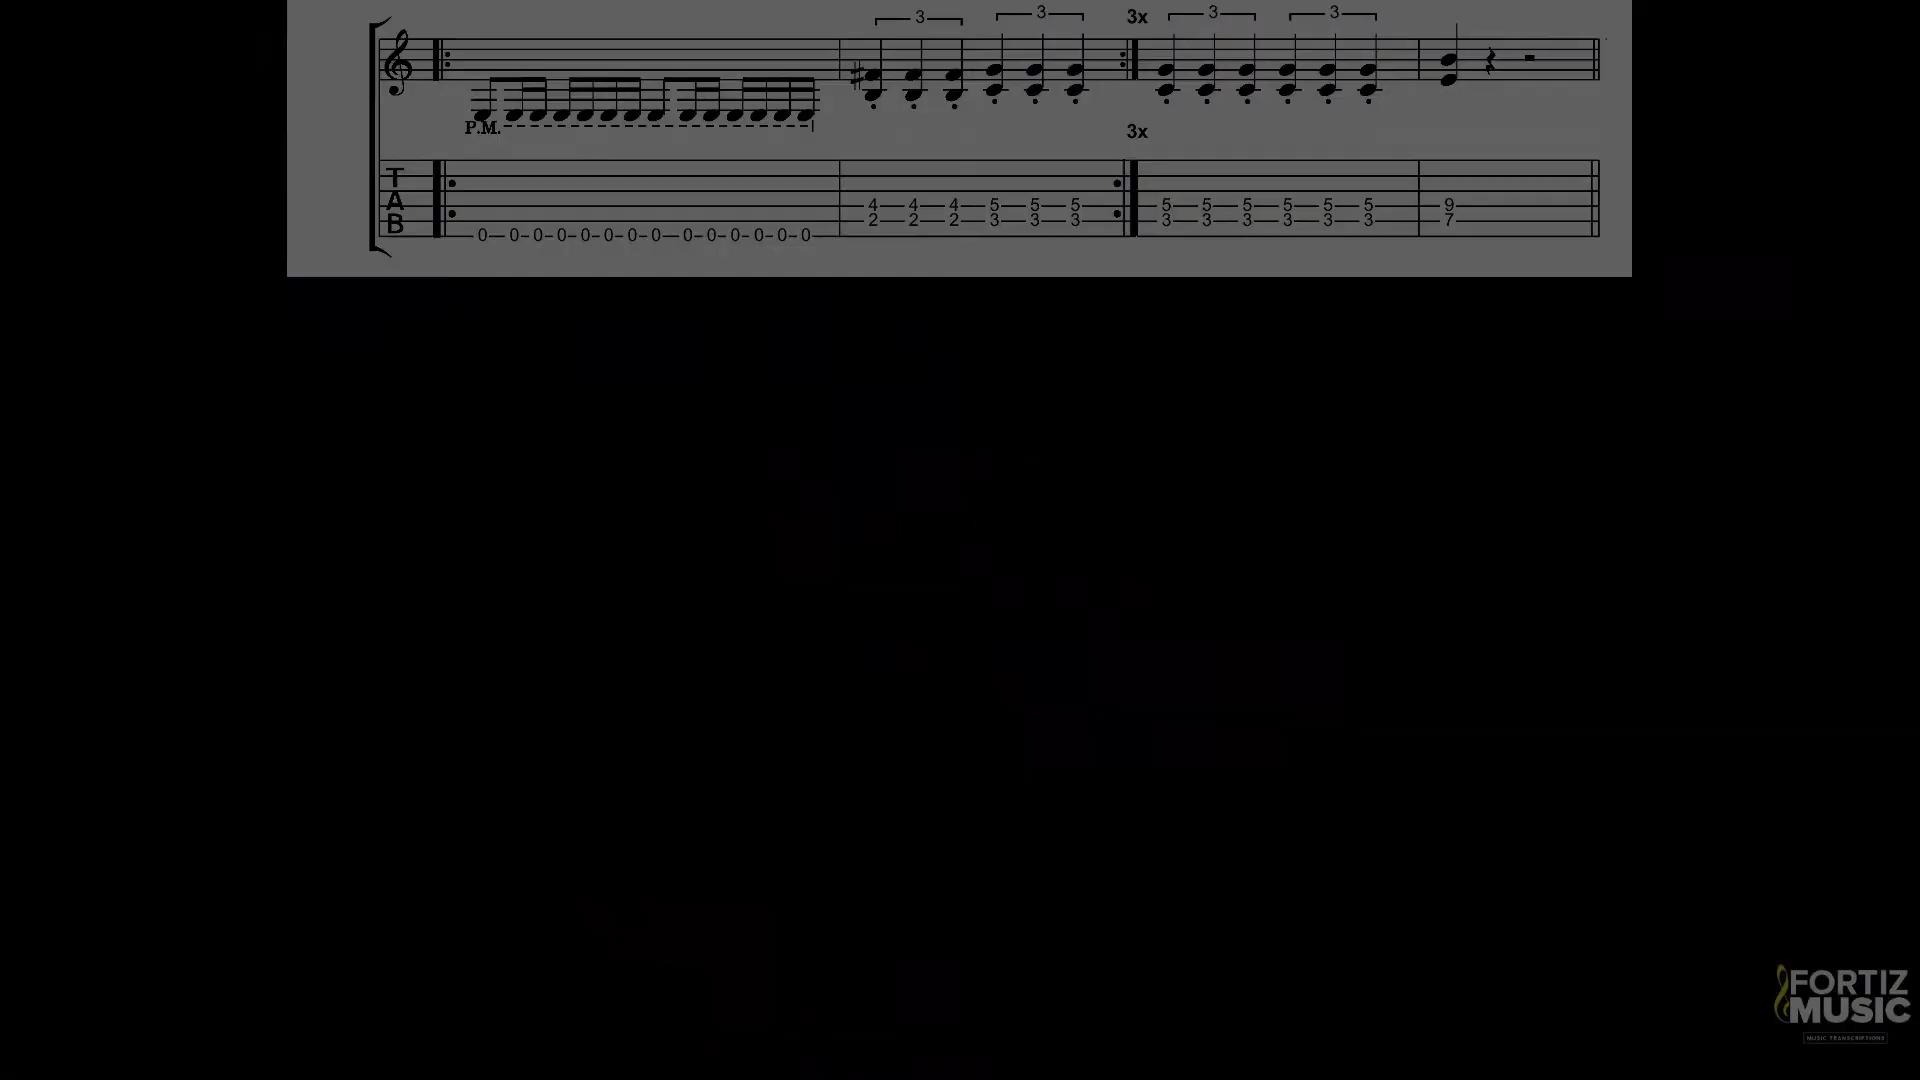 3 3 3x 3 3
P.M.
3x
T
A 4 4 4 5 5 5 5 5 5 5 5 5 9
B 2 2 2 3 3 3 3 3 3 3 3 3 7
0 0 0 0 0 0 0 0 0 0 0 0 0 0
FORTIZ
MUSIC
MUSIC TRANSCRIPTIONS